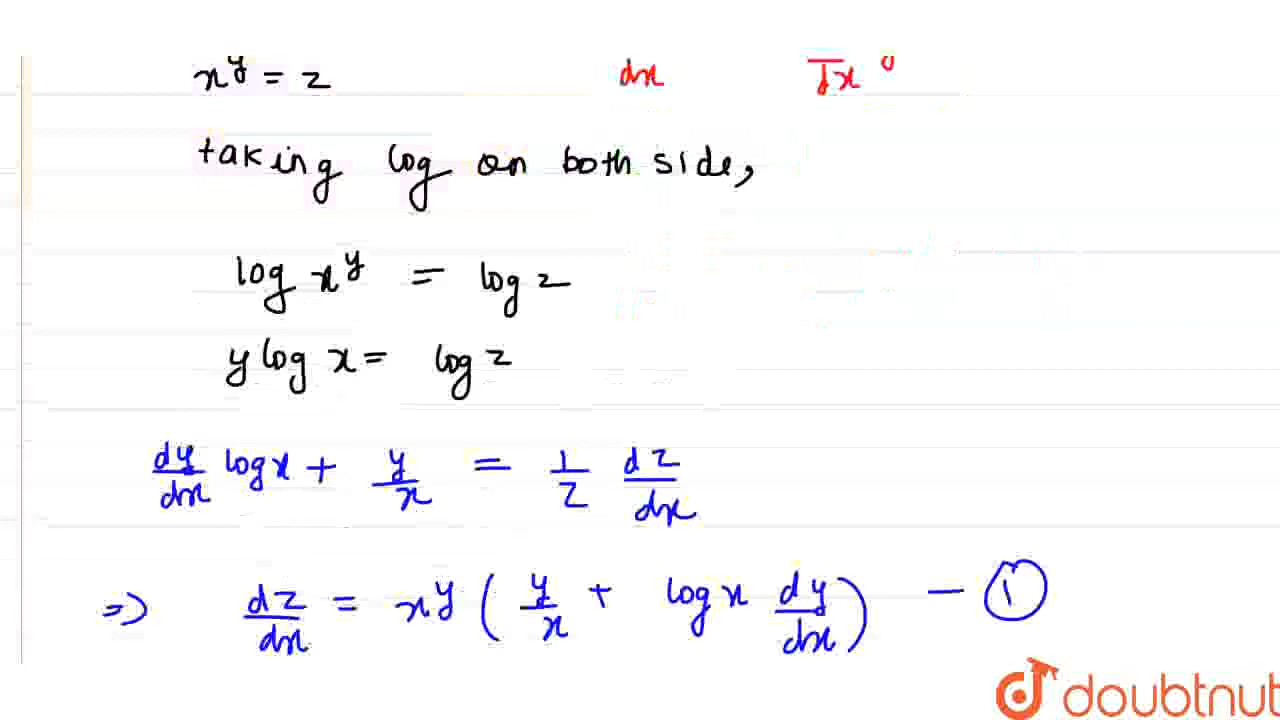 x^y = z dx √x
taking log on both side,
log x^y = log z
y log x = log z
dy/dx log x + y/x = 1/z dz/dx
=> dz/dx = x^y ( y/x + log x dy/dx ) — ①
doubtnut